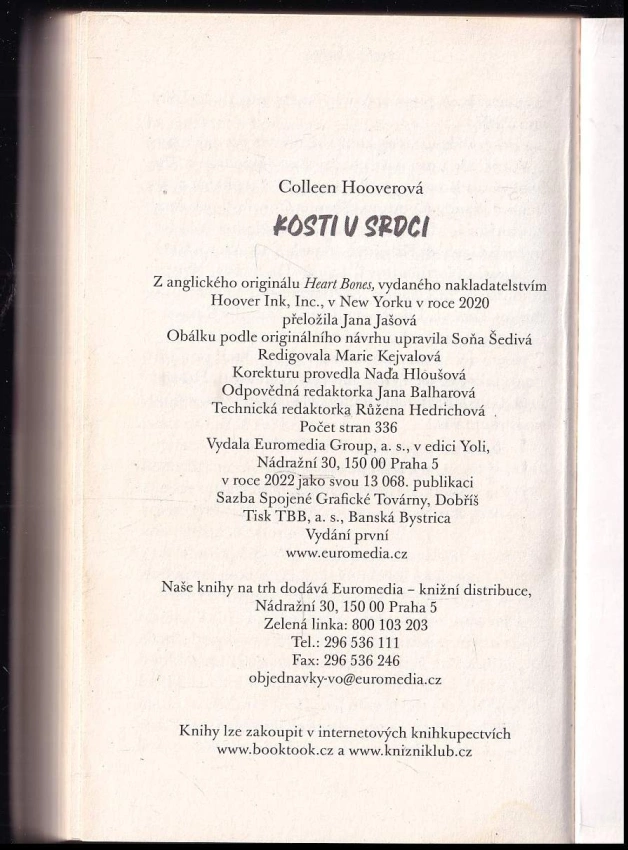 Colleen Hooverová
KOSTI V SRDCI
Z anglického originálu Heart Bones, vydaného nakladatelstvím
Hoover Ink, Inc., v New Yorku v roce 2020
přeložila Jana Jašová
Obálku podle originálního návrhu upravila Soňa Šedivá
Redigovala Marie Kejvalová
Korekturu provedla Naďa Hloušová
Odpovědná redaktorka Jana Balharová
Technická redaktorka Růžena Hedrichová
Počet stran 336
Vydala Euromedia Group, a. s., v edici Yoli,
Nádražní 30, 150 00 Praha 5
v roce 2022 jako svou 13 068. publikaci
Sazba Spojené Grafické Továrny, Dobříš
Tisk TBB, a. s., Banská Bystrica
Vydání první
www.euromedia.cz
Naše knihy na trh dodává Euromedia – knižní distribuce,
Nádražní 30, 150 00 Praha 5
Zelená linka: 800 103 203
Tel.: 296 536 111
Fax: 296 536 246
objednavky-vo@euromedia.cz
Knihy lze zakoupit v internetových knihkupectvích
www.booktook.cz a www.knizniklub.cz